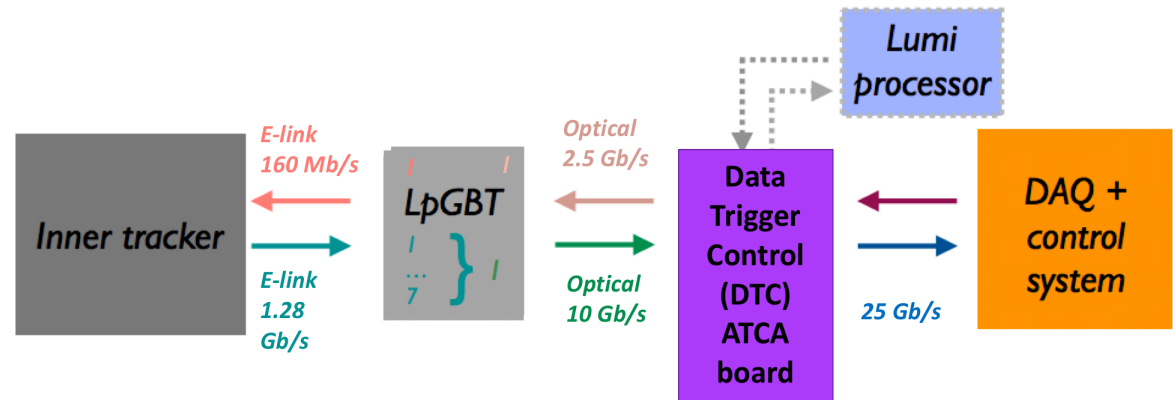 Inner tracker
E-link
160 Mb/s
E-link
1.28
Gb/s
I
I
LpGBT
I
...
7
}
I
Optical
2.5 Gb/s
Optical
10 Gb/s
Data
Trigger
Control
(DTC)
ATCA
board
Lumi
processor
25 Gb/s
DAQ +
control
system